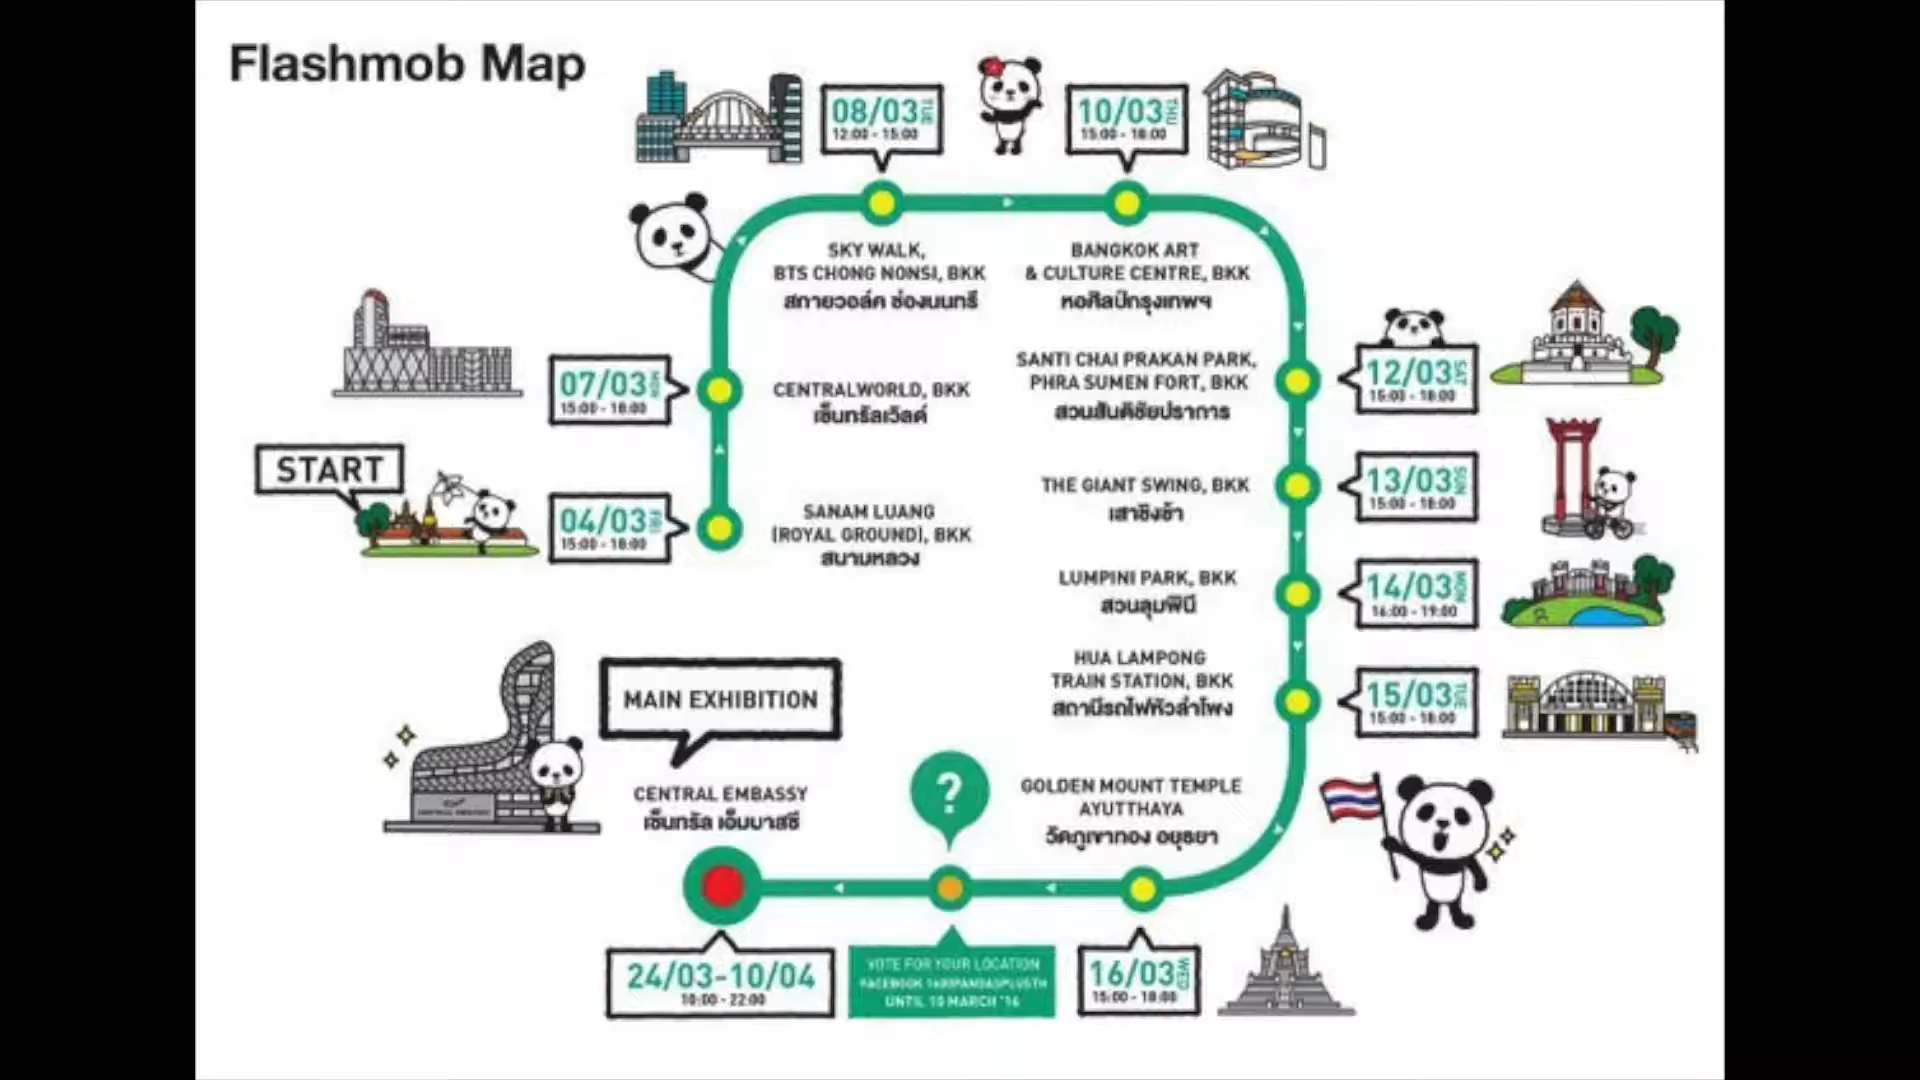 Flashmob Map
START
04/03 FRI
15:00 - 18:00
SANAM LUANG
(ROYAL GROUND), BKK
สนามหลวง
07/03 MON
15:00 - 18:00
CENTRALWORLD, BKK
เซ็นทรัลเวิลด์
08/03 TUE
12:00 - 15:00
SKY WALK,
BTS CHONG NONSI, BKK
สกายวอล์ค ช่องนนทรี
10/03 THU
15:00 - 18:00
BANGKOK ART
& CULTURE CENTRE, BKK
หอศิลป์กรุงเทพฯ
12/03 SAT
15:00 - 18:00
SANTI CHAI PRAKAN PARK,
PHRA SUMEN FORT, BKK
สวนสันติชัยปราการ
13/03 SUN
15:00 - 18:00
THE GIANT SWING, BKK
เสาชิงช้า
14/03 MON
16:00 - 19:00
LUMPINI PARK, BKK
สวนลุมพินี
15/03 TUE
15:00 - 18:00
HUA LAMPONG
TRAIN STATION, BKK
สถานีรถไฟหัวลำโพง
16/03 WED
15:00 - 18:00
GOLDEN MOUNT TEMPLE
AYUTTHAYA
วัดภูเขาทอง อยุธยา
?
VOTE FOR YOUR LOCATION
FACEBOOK 1600PANDASPLUSTH
UNTIL 10 MARCH '16
MAIN EXHIBITION
CENTRAL EMBASSY
เซ็นทรัล เอ็มบาสซี
24/03-10/04
10:00 - 22:00
CENTRAL EMBASSY